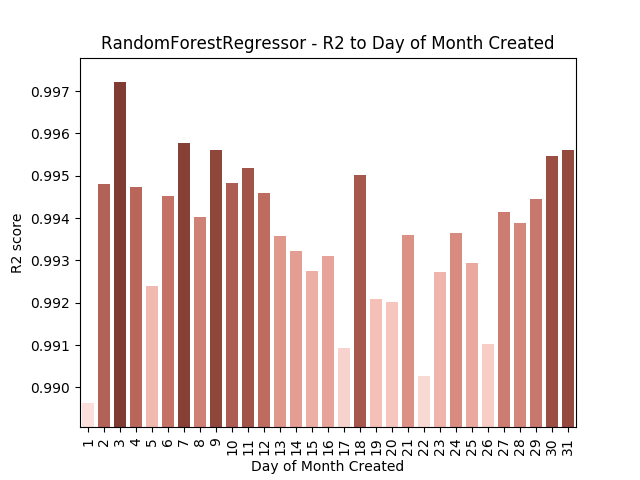 RandomForestRegressor - R2 to Day of Month Created
0.997
0.996
0.995
0.994
0.993
0.992
0.991
0.990
R2 score
1 2 3 4 5 6 7 8 9 10 11 12 13 14 15 16 17 18 19 20 21 22 23 24 25 26 27 28 29 30 31
Day of Month Created